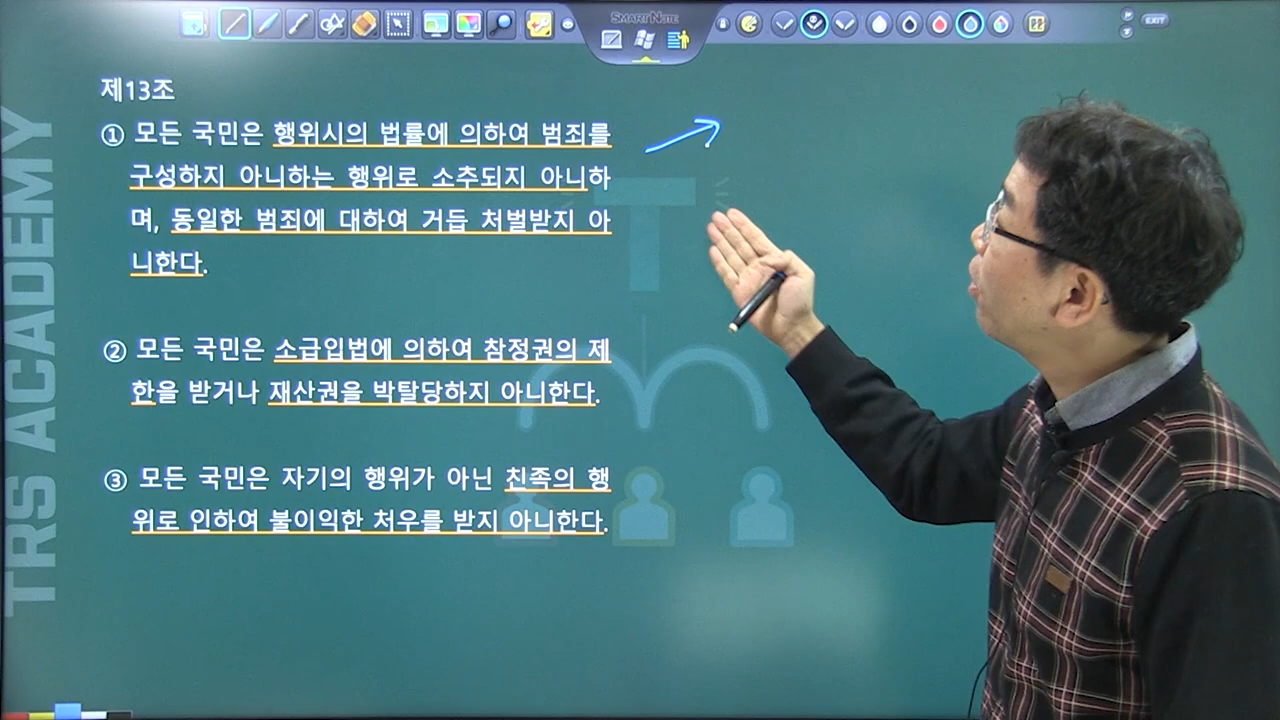 SMART NOTE
EXIT
TRS ACADEMY
제13조
① 모든 국민은 행위시의 법률에 의하여 범죄를
구성하지 아니하는 행위로 소추되지 아니하
며, 동일한 범죄에 대하여 거듭 처벌받지 아
니한다.
② 모든 국민은 소급입법에 의하여 참정권의 제
한을 받거나 재산권을 박탈당하지 아니한다.
③ 모든 국민은 자기의 행위가 아닌 친족의 행
위로 인하여 불이익한 처우를 받지 아니한다.